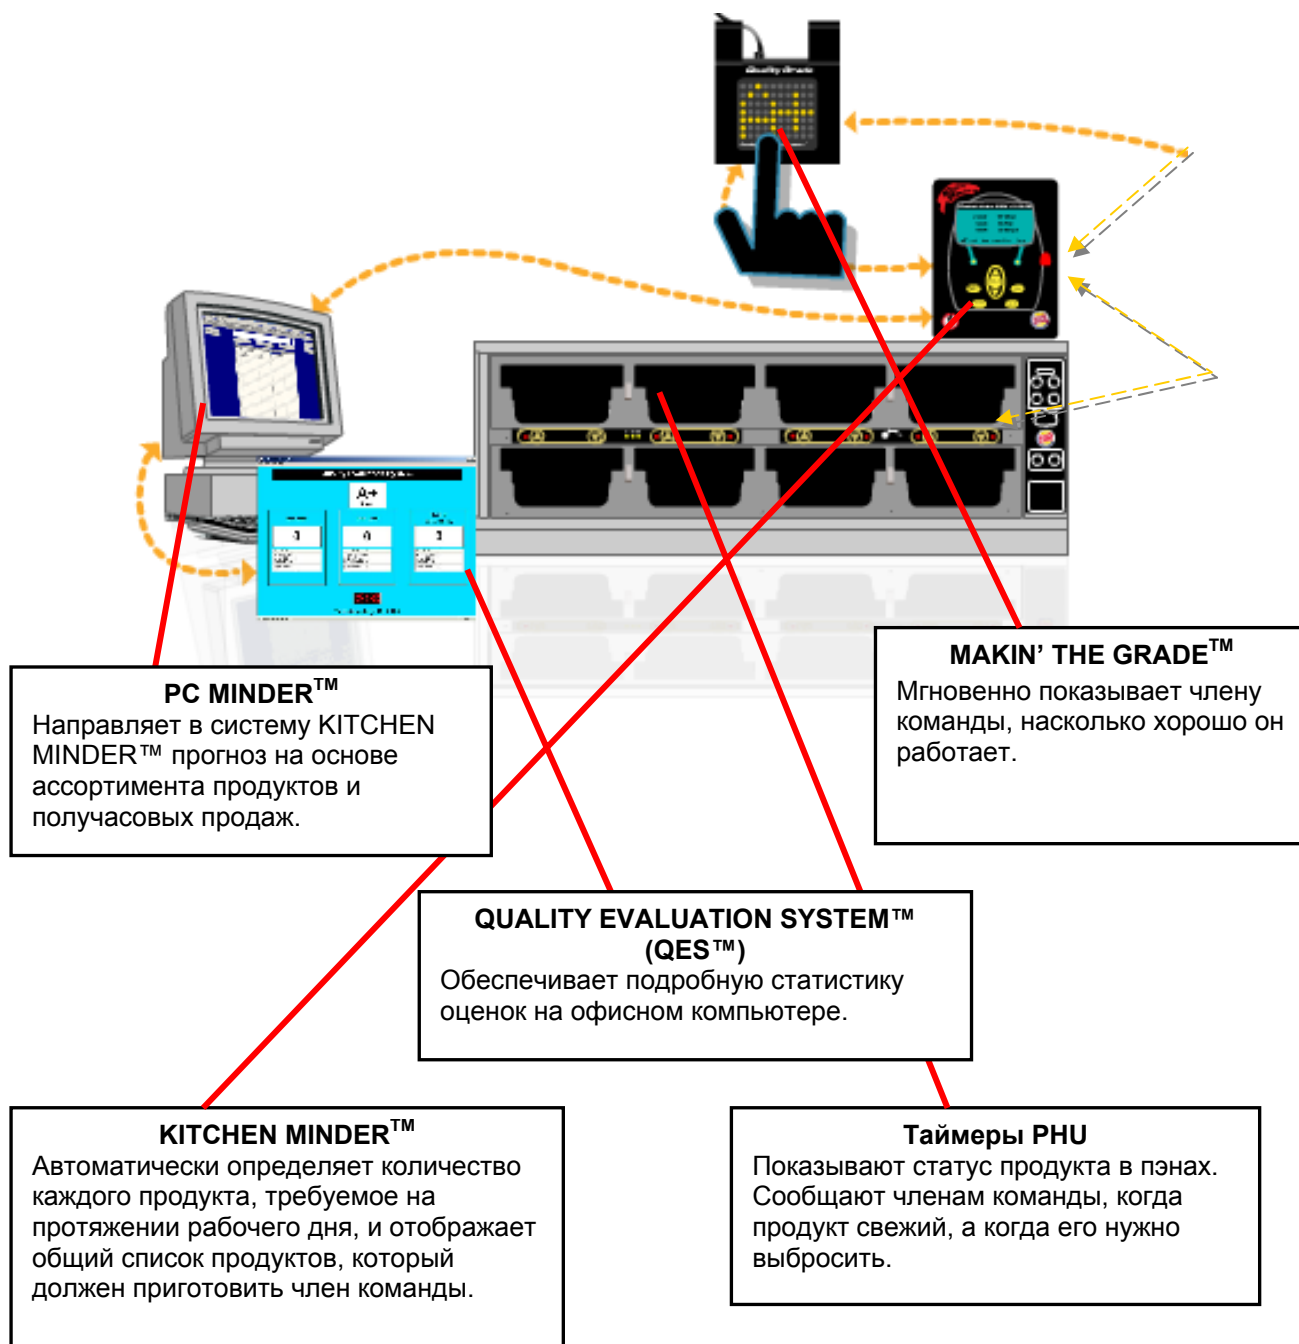 Quality Grade
A+
PC MINDER™
Направляет в систему KITCHEN
MINDER™ прогноз на основе
ассортимента продуктов и
получасовых продаж.
MAKIN’ THE GRADE™
Мгновенно показывает члену
команды, насколько хорошо он
работает.
QUALITY EVALUATION SYSTEM™
(QES™)
Обеспечивает подробную статистику
оценок на офисном компьютере.
KITCHEN MINDER™
Автоматически определяет количество
каждого продукта, требуемое на
протяжении рабочего дня, и отображает
общий список продуктов, который
должен приготовить член команды.
Таймеры PHU
Показывают статус продукта в пэнах.
Сообщают членам команды, когда
продукт свежий, а когда его нужно
выбросить.